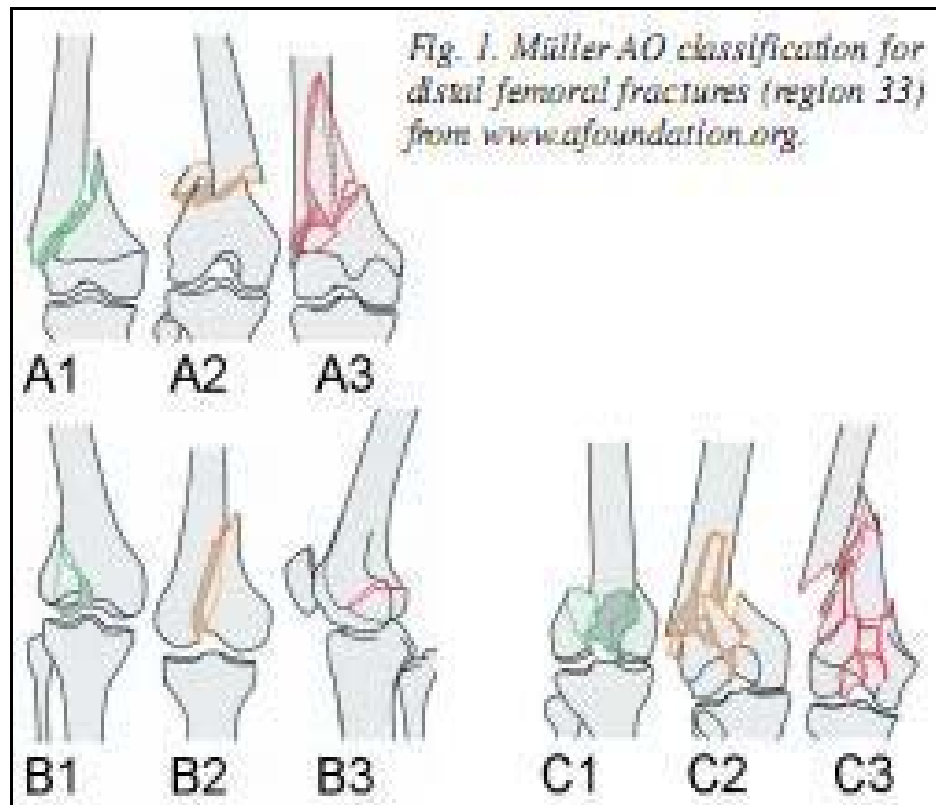 Fig. 1. Müller AO classification for
distal femoral fractures (region 33)
from www.afoundation.org.
A1 A2 A3
B1 B2 B3 C1 C2 C3